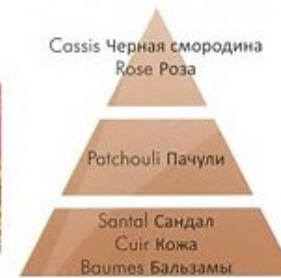 Cassis Черная смородина
Rose Роза
Patchouli Пачули
Santal Сандал
Cuir Кожа
Baumes Бальзамы